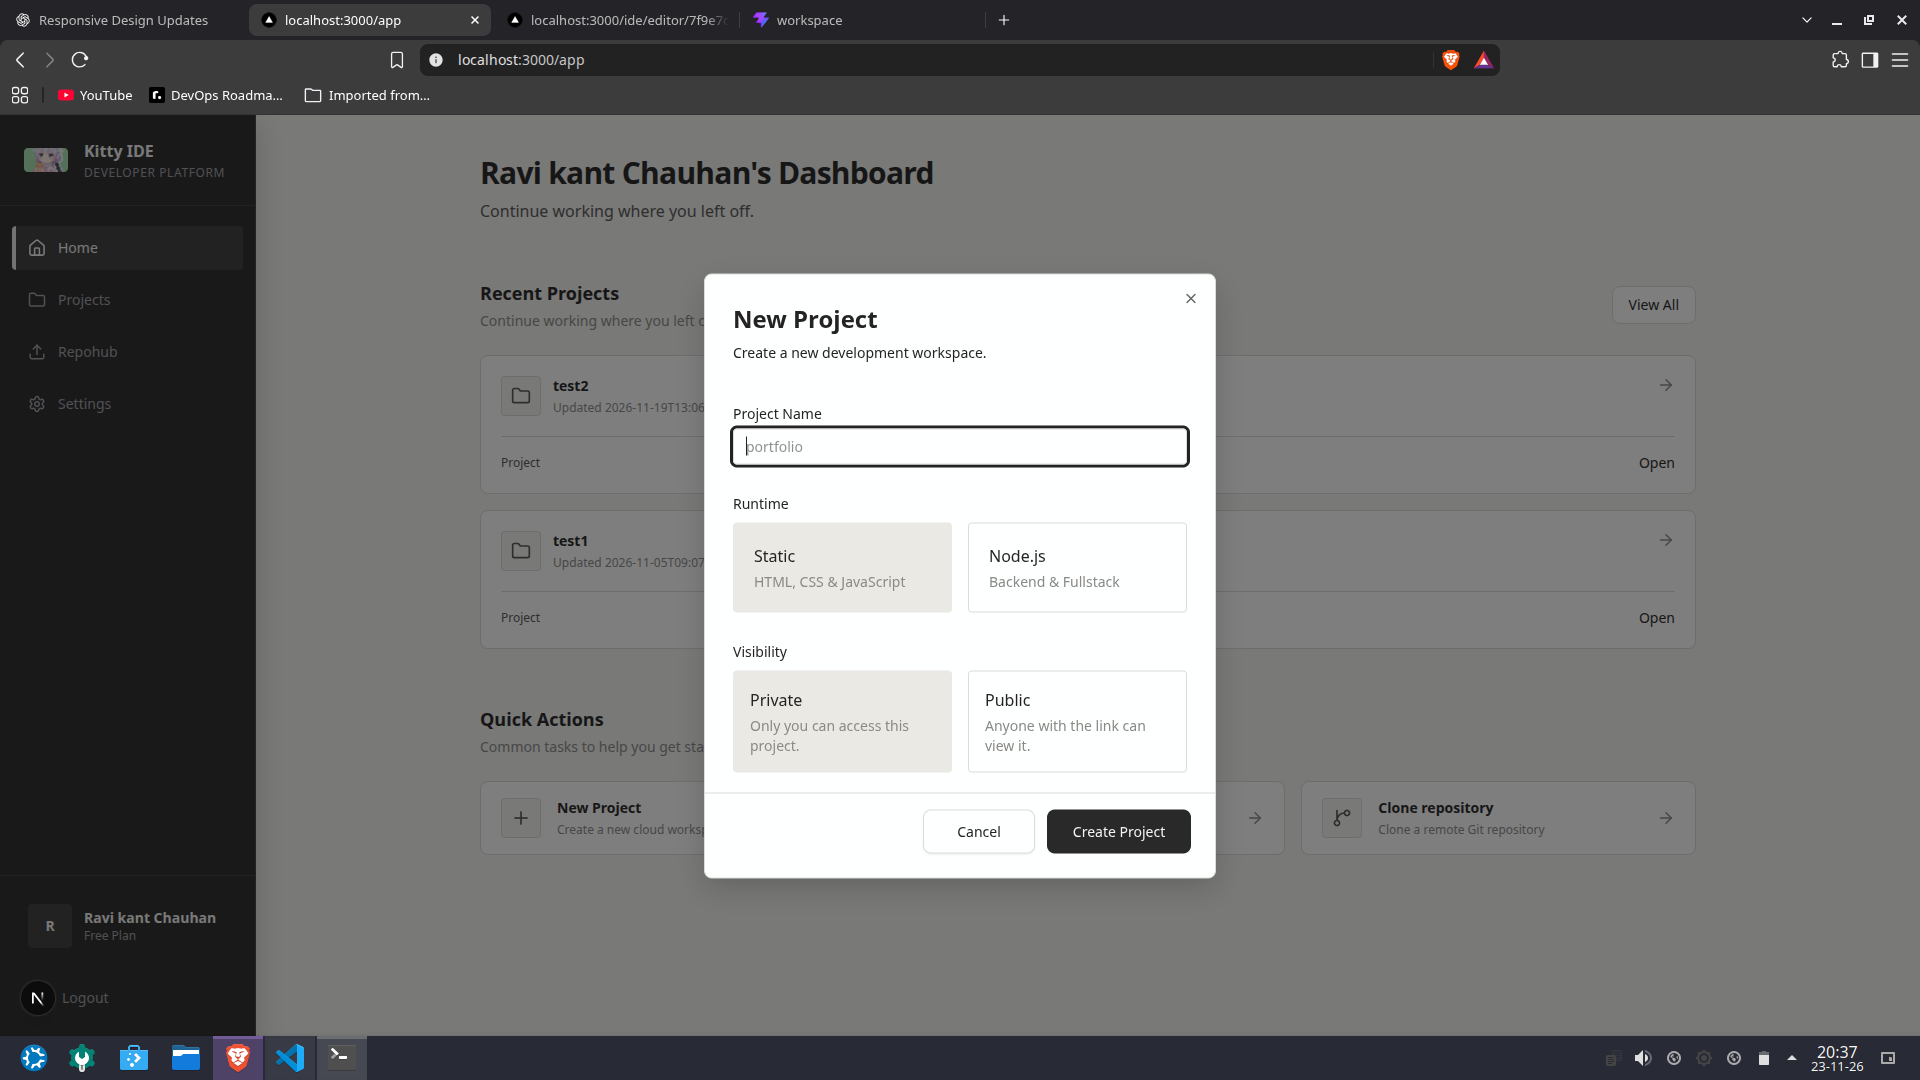 Responsive Design Updates
localhost:3000/app
localhost:3000/ide/editor/7f9e7
workspace
localhost:3000/app
YouTube
DevOps Roadma...
Imported from...
Kitty IDE
DEVELOPER PLATFORM
Home
Projects
Repohub
Settings
R
Ravi kant Chauhan
Free Plan
N
Logout
Ravi kant Chauhan's Dashboard
Continue working where you left off.
Recent Projects
Continue working where you left
View All
test2
Updated 2026-11-19T13:06
Project
Open
test1
Updated 2026-11-05T09:07
Project
Open
Quick Actions
Common tasks to help you get
New Project
Create a new cloud
Clone repository
Clone a remote Git repository
New Project
Create a new development workspace.
Project Name
portfolio
Runtime
Static
HTML, CSS & JavaScript
Node.js
Backend & Fullstack
Visibility
Private
Only you can access this
project.
Public
Anyone with the link can
view it.
Cancel
Create Project
20:37
23-11-26